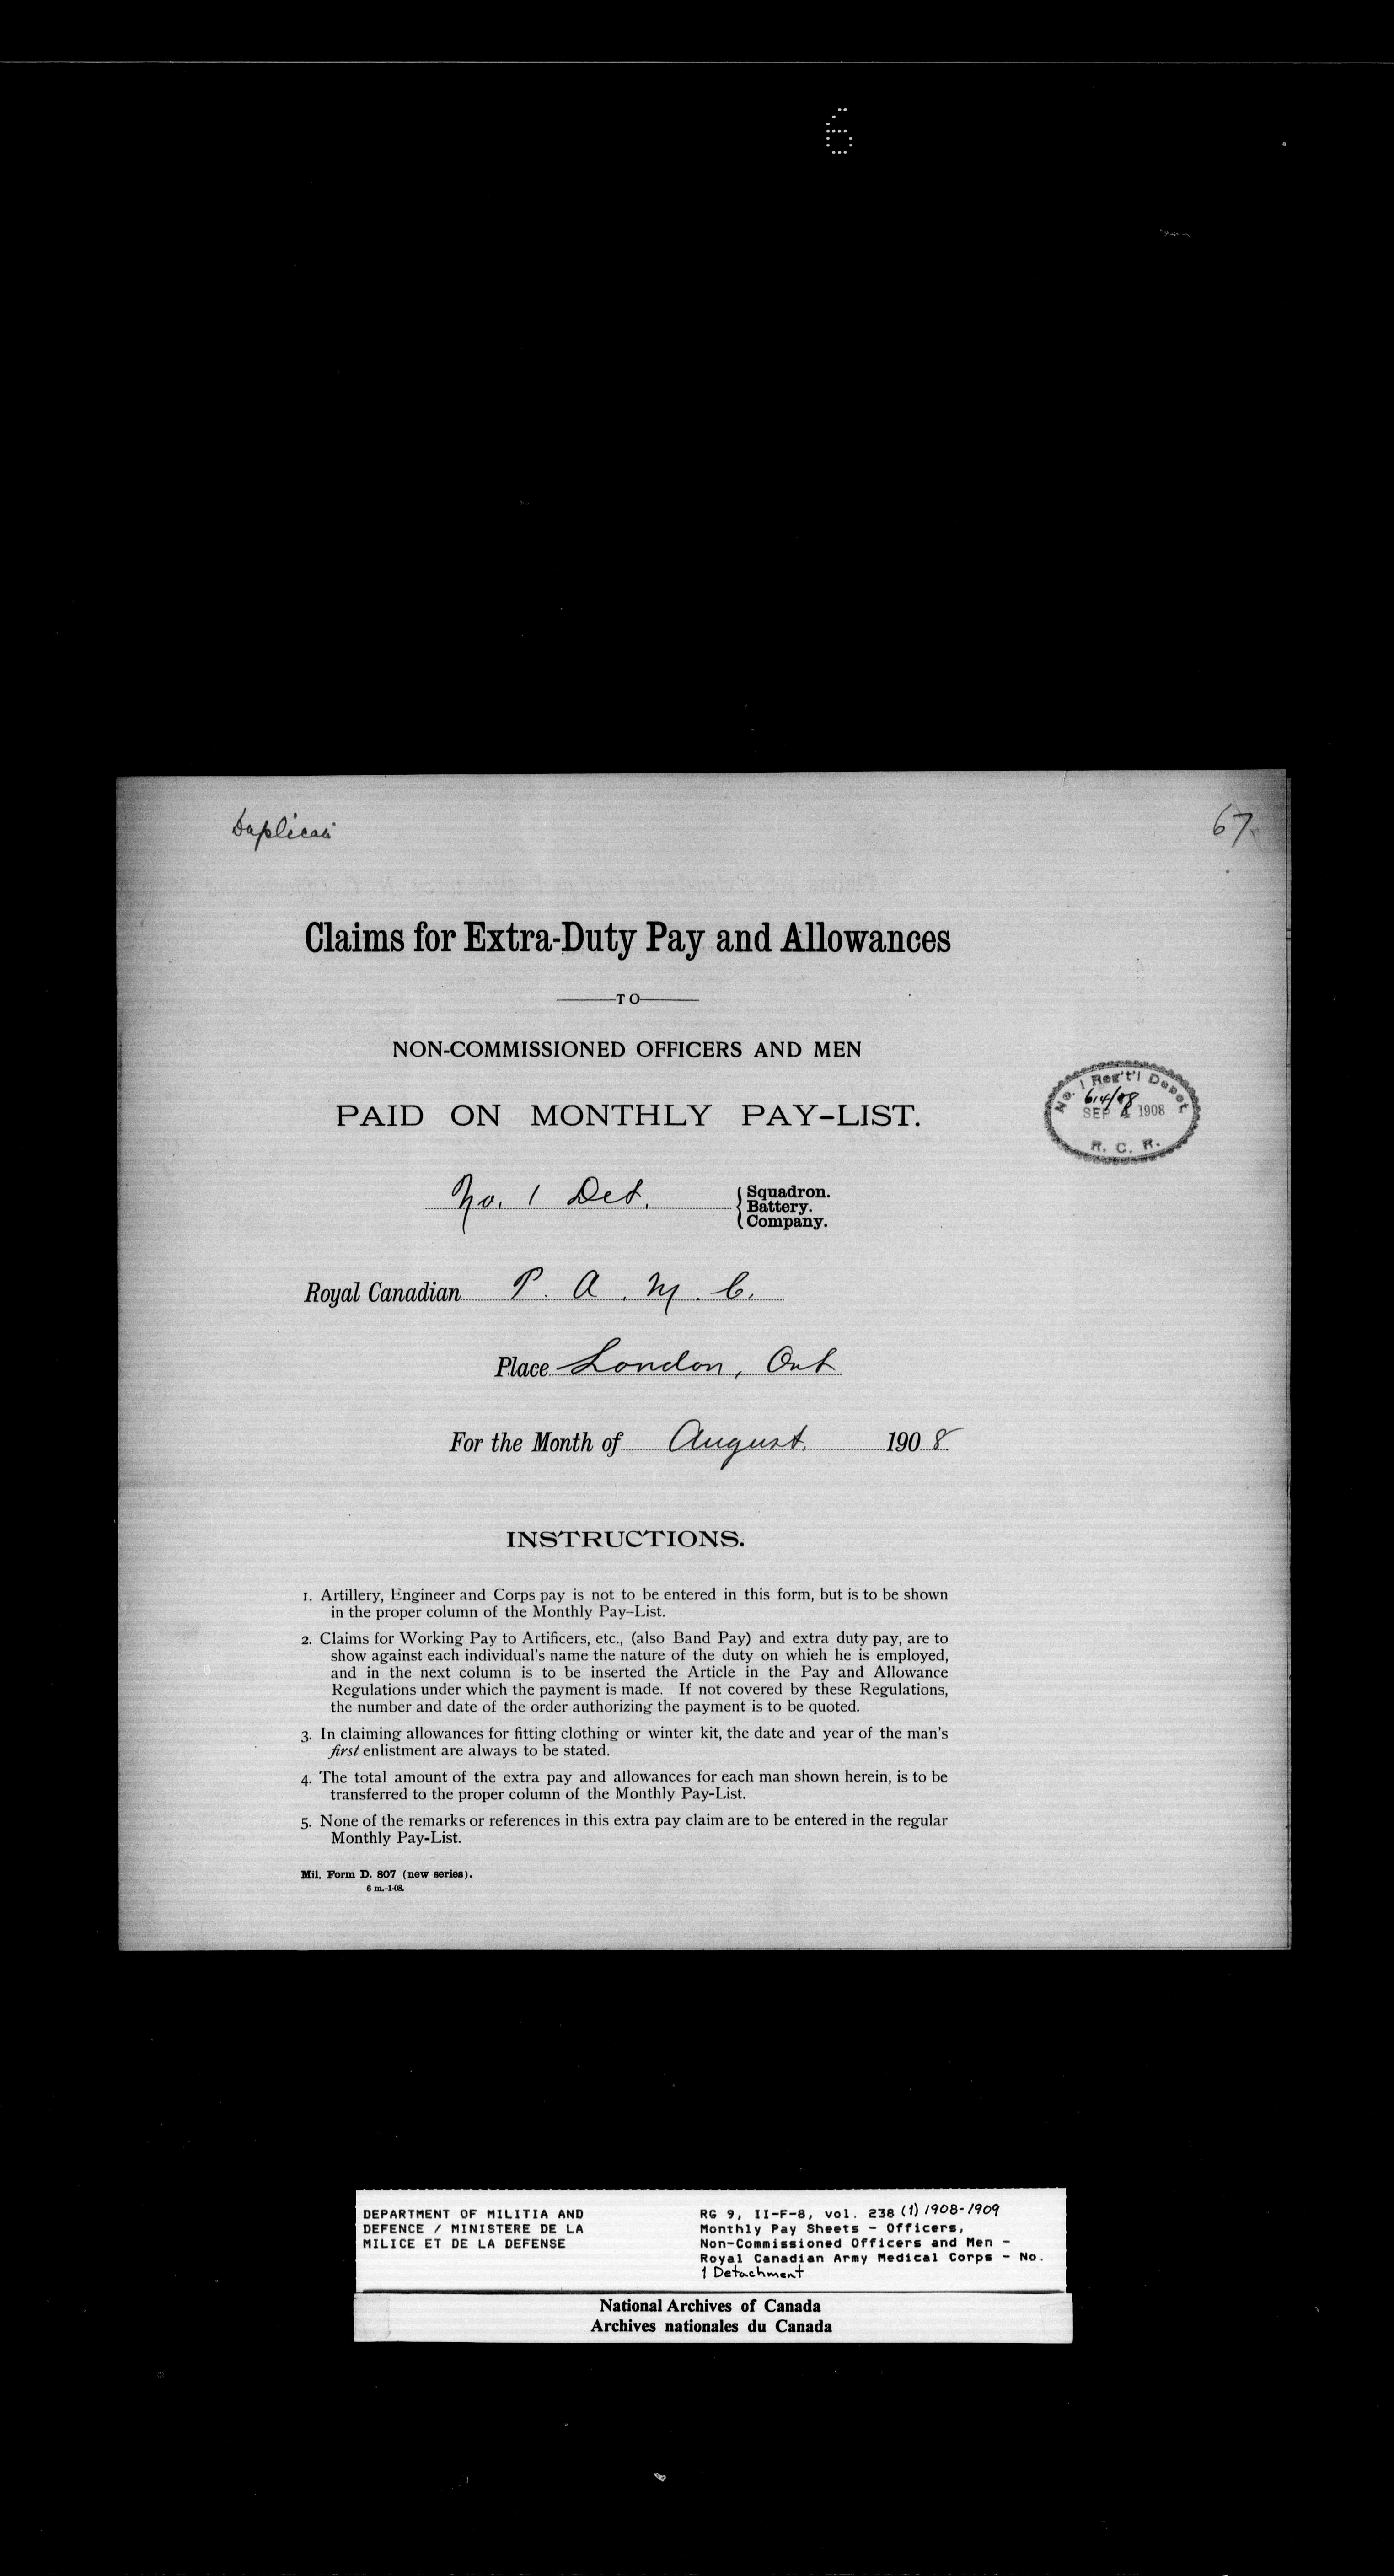 6
Duplicate
67
Claims for Extra-Duty Pay and Allowances
TO
NON-COMMISSIONED OFFICERS AND MEN
PAID ON MONTHLY PAY-LIST.
No. 1 Reg't'l Depot
614/08
SEP 4 1908
R. C. R.
No. 1 Det. { Squadron.
Battery.
Company.
Royal Canadian P. A. M. C.
Place London, Ont
For the Month of August. 1908
INSTRUCTIONS.
1. Artillery, Engineer and Corps pay is not to be entered in this form, but is to be shown
in the proper column of the Monthly Pay-List.
2. Claims for Working Pay to Artificers, etc., (also Band Pay) and extra duty pay, are to
show against each individual's name the nature of the duty on which he is employed,
and in the next column is to be inserted the Article in the Pay and Allowance
Regulations under which the payment is made. If not covered by these Regulations,
the number and date of the order authorizing the payment is to be quoted.
3. In claiming allowances for fitting clothing or winter kit, the date and year of the man's
first enlistment are always to be stated.
4. The total amount of the extra pay and allowances for each man shown herein, is to be
transferred to the proper column of the Monthly Pay-List.
5. None of the remarks or references in this extra pay claim are to be entered in the regular
Monthly Pay-List.
Mil. Form D. 807 (new series).
6 m.-1-08.
DEPARTMENT OF MILITIA AND
DEFENCE / MINISTERE DE LA
MILICE ET DE LA DEFENSE
RG 9, II-F-8, vol. 238 (1) 1908-1909
Monthly Pay Sheets - Officers,
Non-Commissioned Officers and Men -
Royal Canadian Army Medical Corps - No.
1 Detachment
National Archives of Canada
Archives nationales du Canada